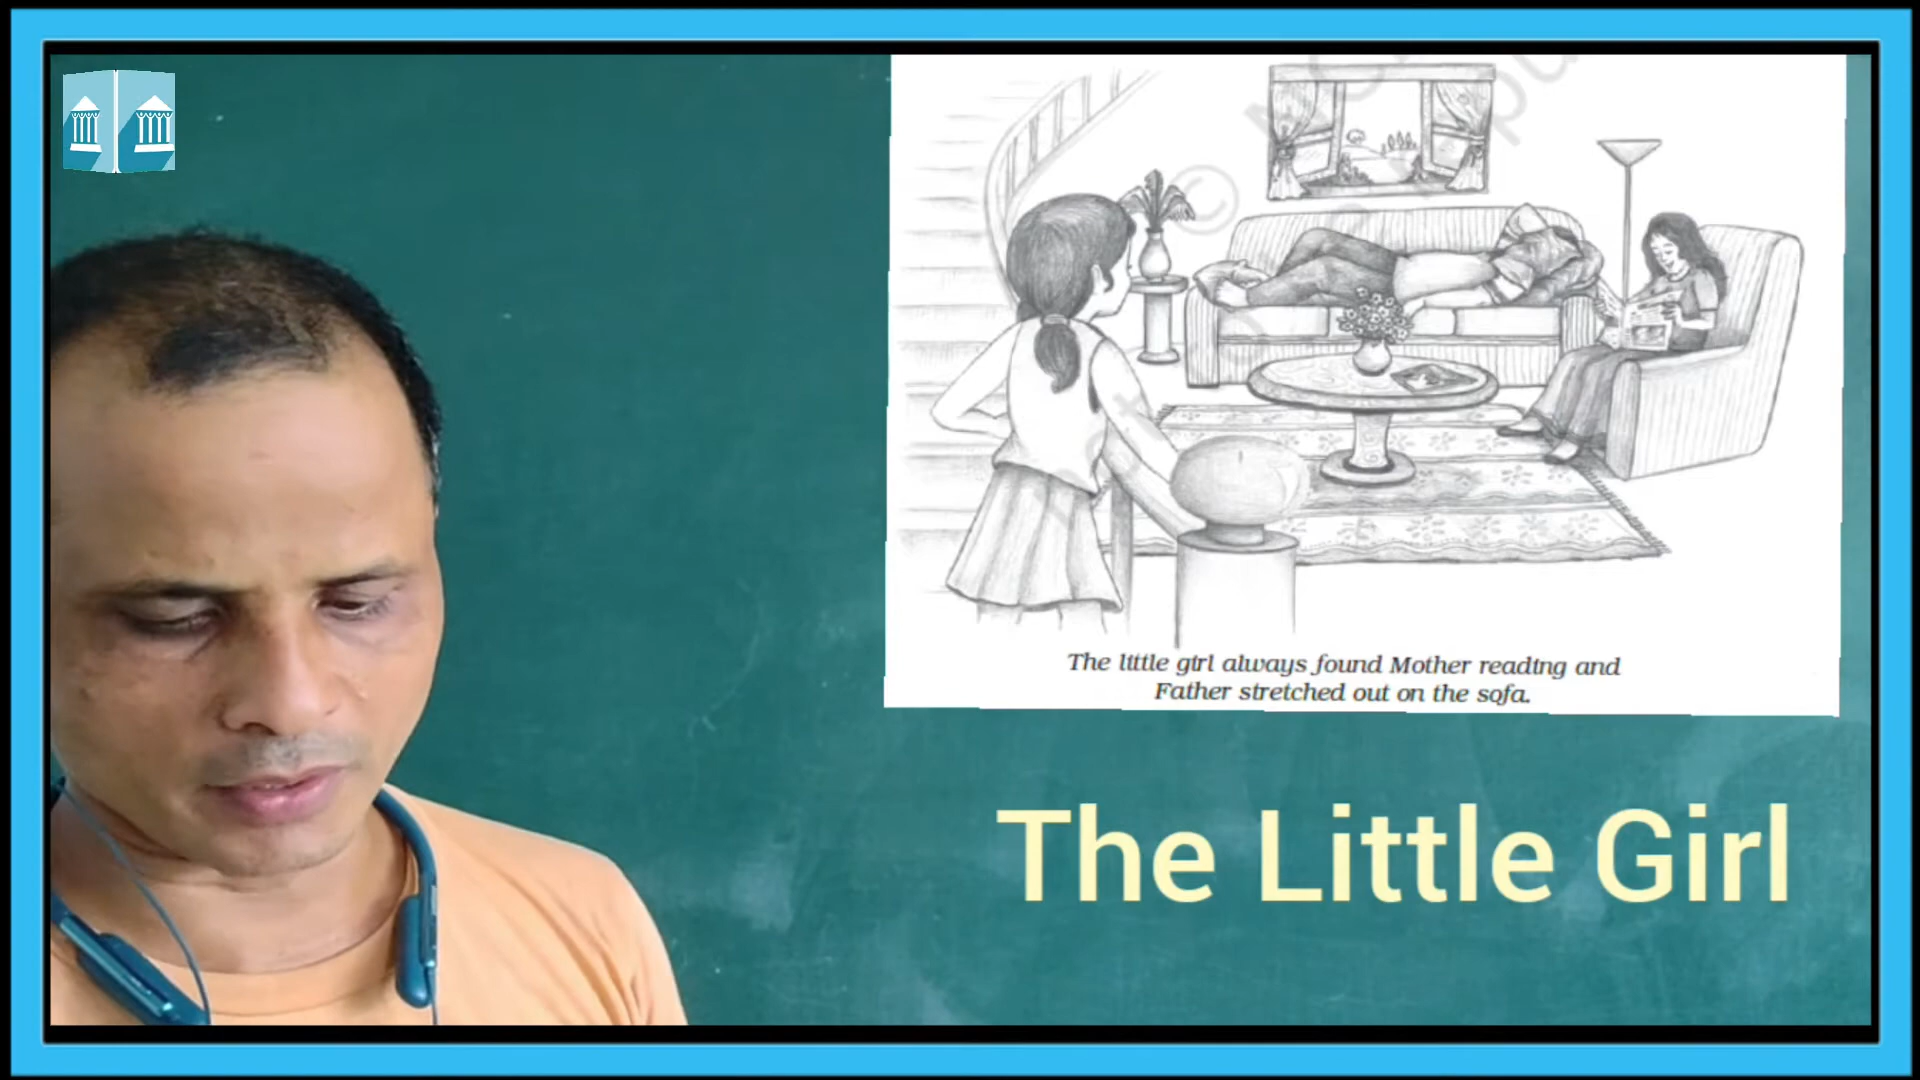 The little girl always found Mother reading and
Father stretched out on the sofa.
The Little Girl